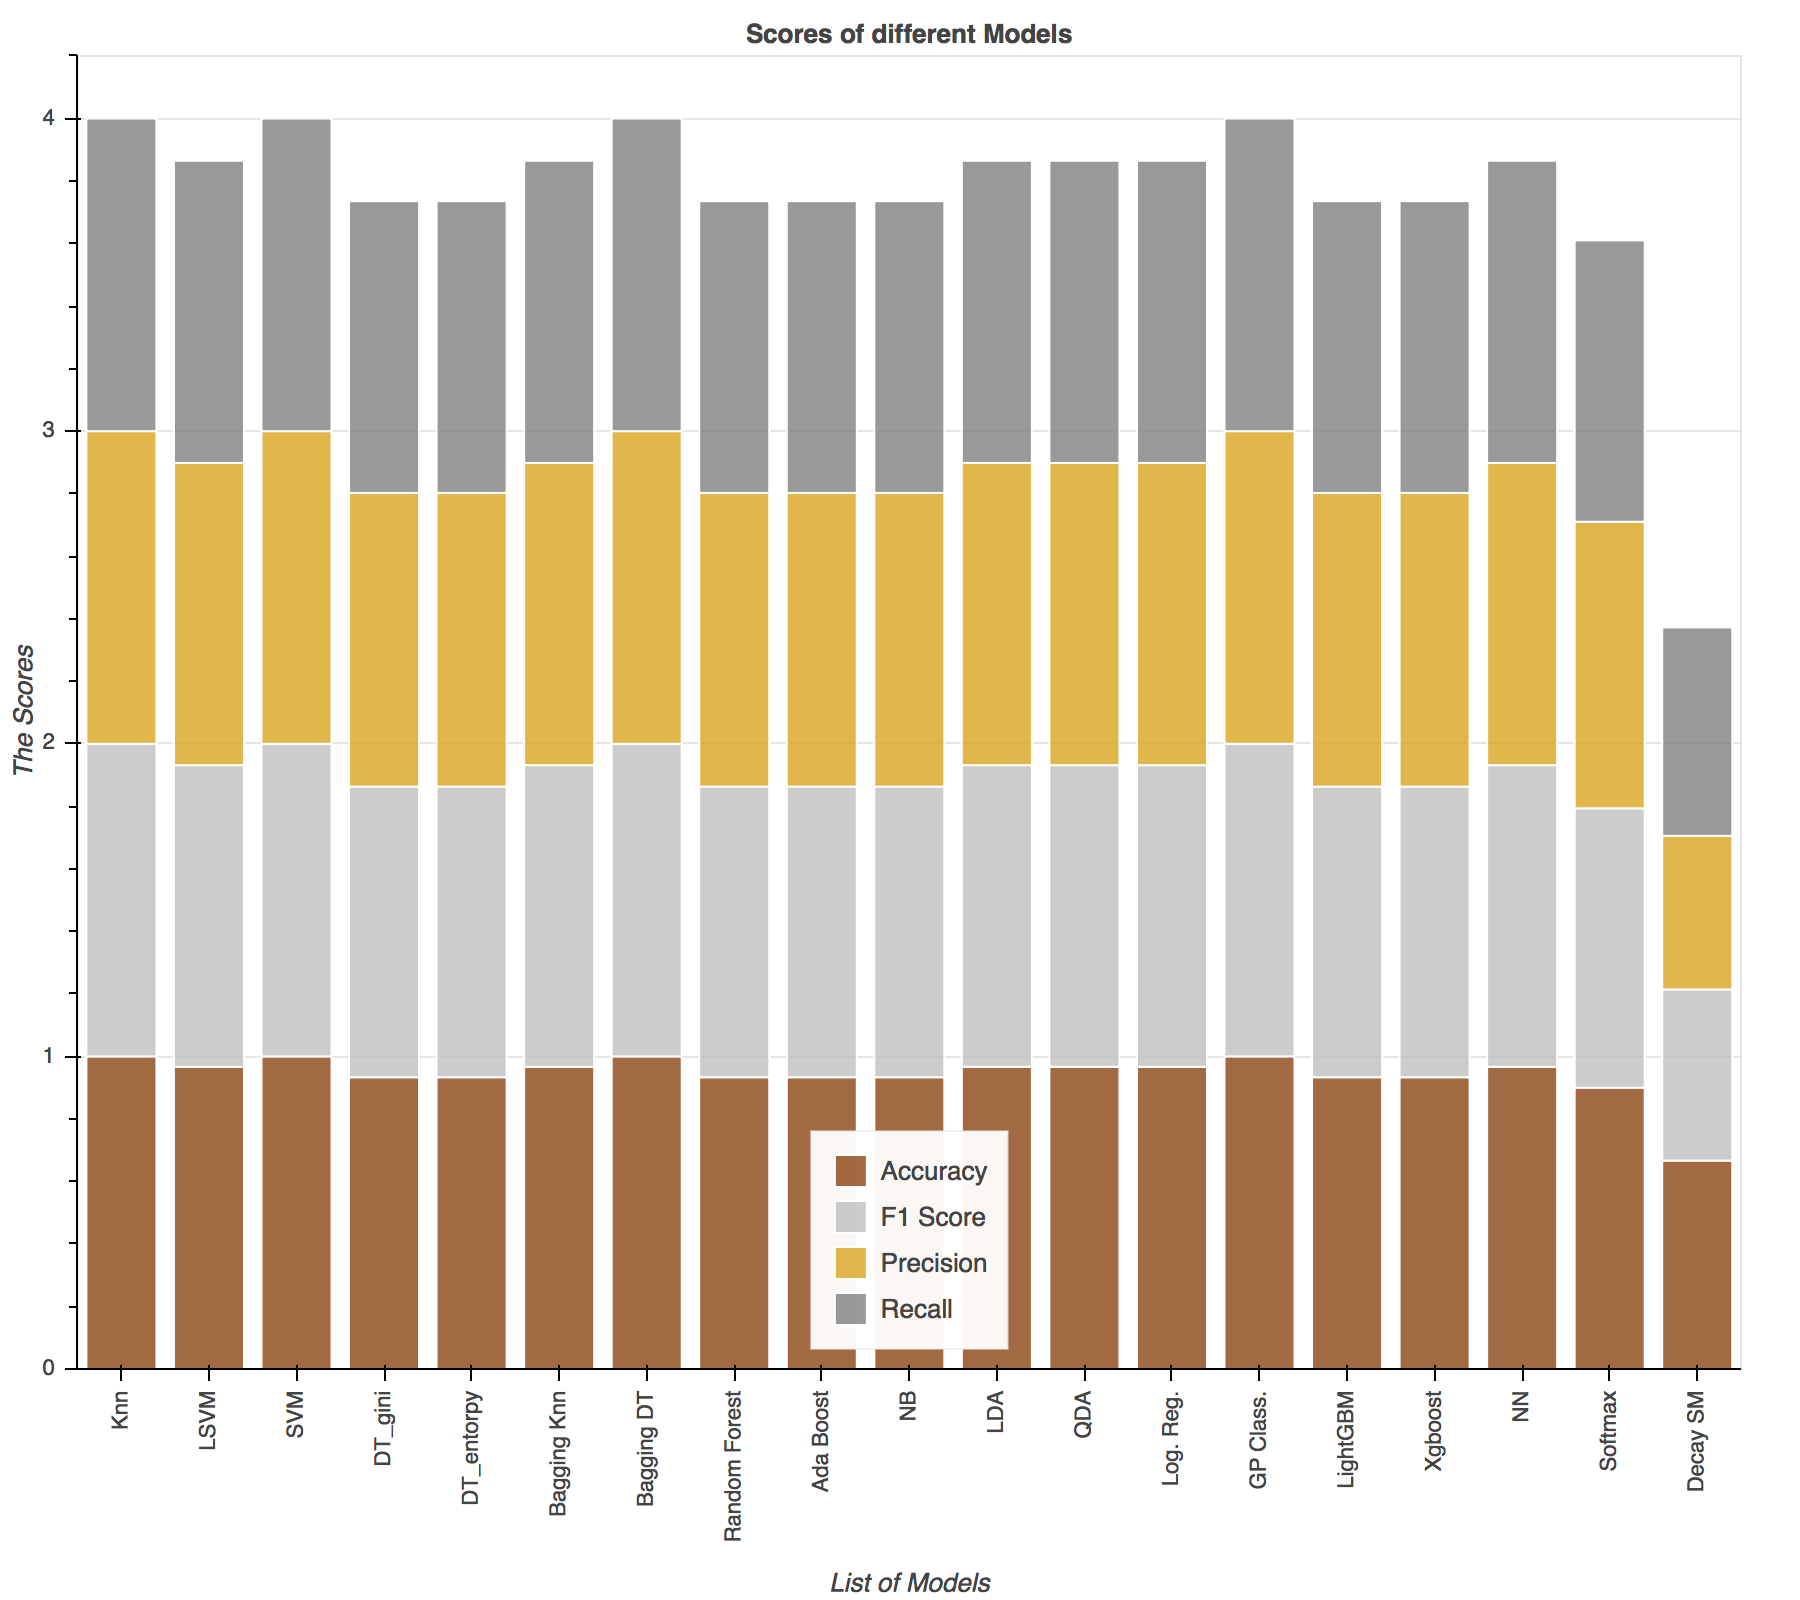 Scores of different Models
The Scores
4
3
2
1
0
Accuracy
F1 Score
Precision
Recall
Knn
LSVM
SVM
DT_gini
DT_entorpy
Bagging Knn
Bagging DT
Random Forest
Ada Boost
NB
LDA
QDA
Log. Reg.
GP Class.
LightGBM
Xgboost
NN
Softmax
Decay SM
List of Models